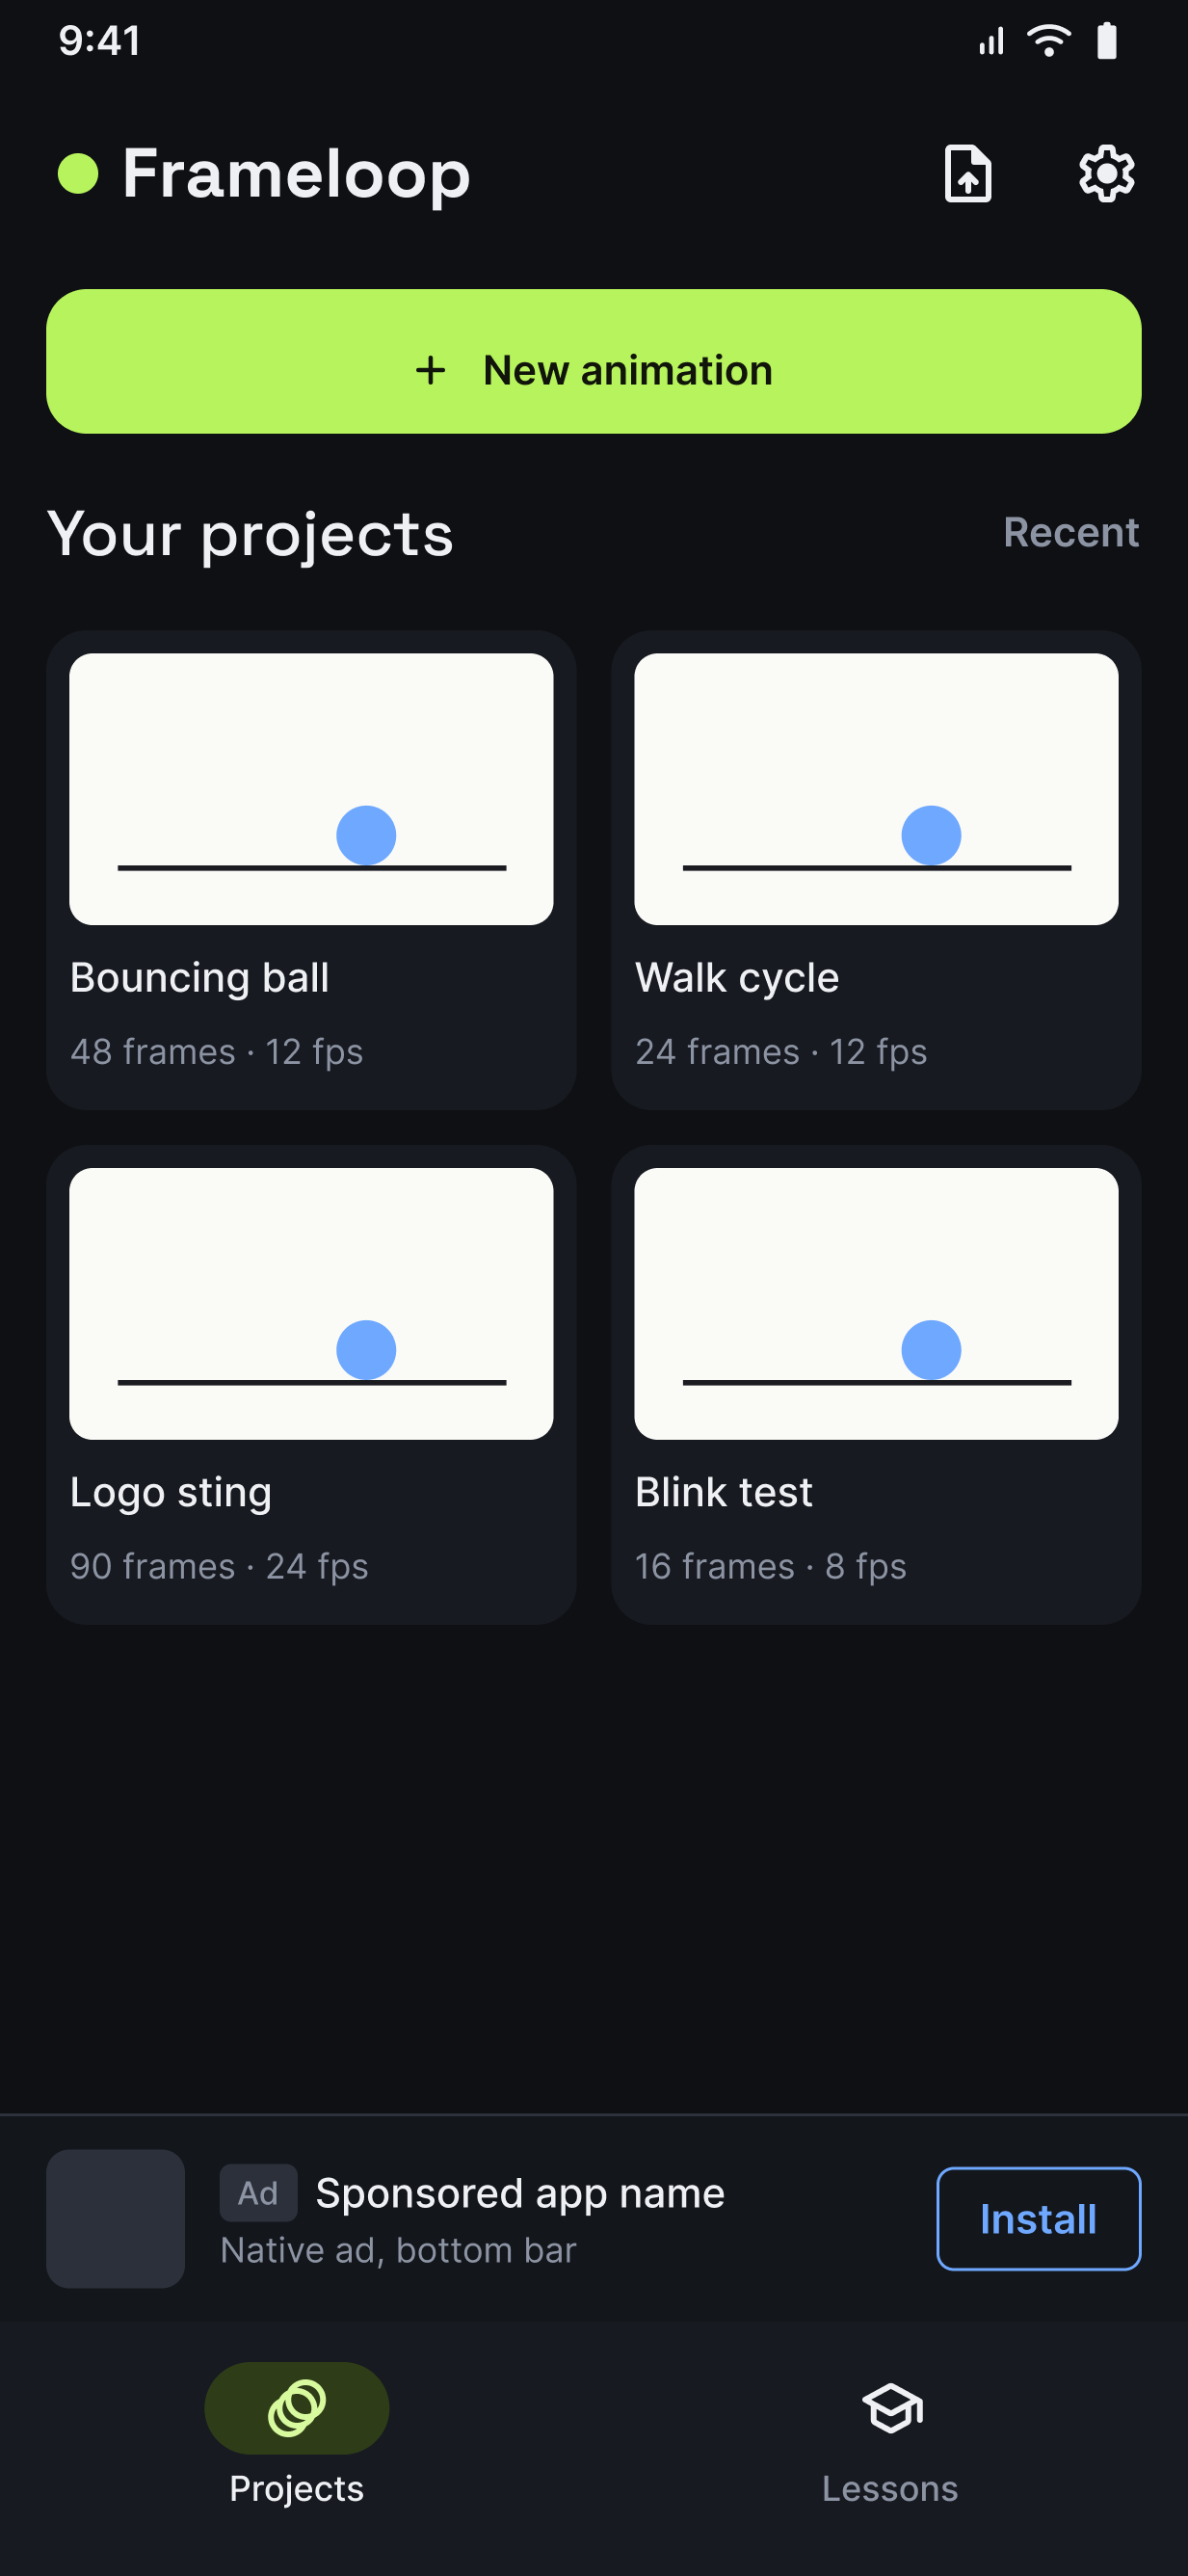 9:41
Frameloop
New animation
Your projects
Recent
Bouncing ball
48 frames · 12 fps
Walk cycle
24 frames · 12 fps
Logo sting
90 frames · 24 fps
Blink test
16 frames · 8 fps
Ad Sponsored app name
Native ad, bottom bar
Install
Projects
Lessons